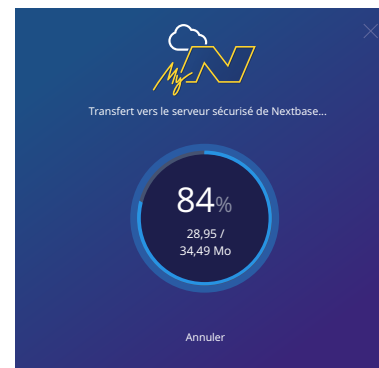 My N
Transfert vers le serveur sécurisé de Nextbase...
84%
28,95 /
34,49 Mo
Annuler